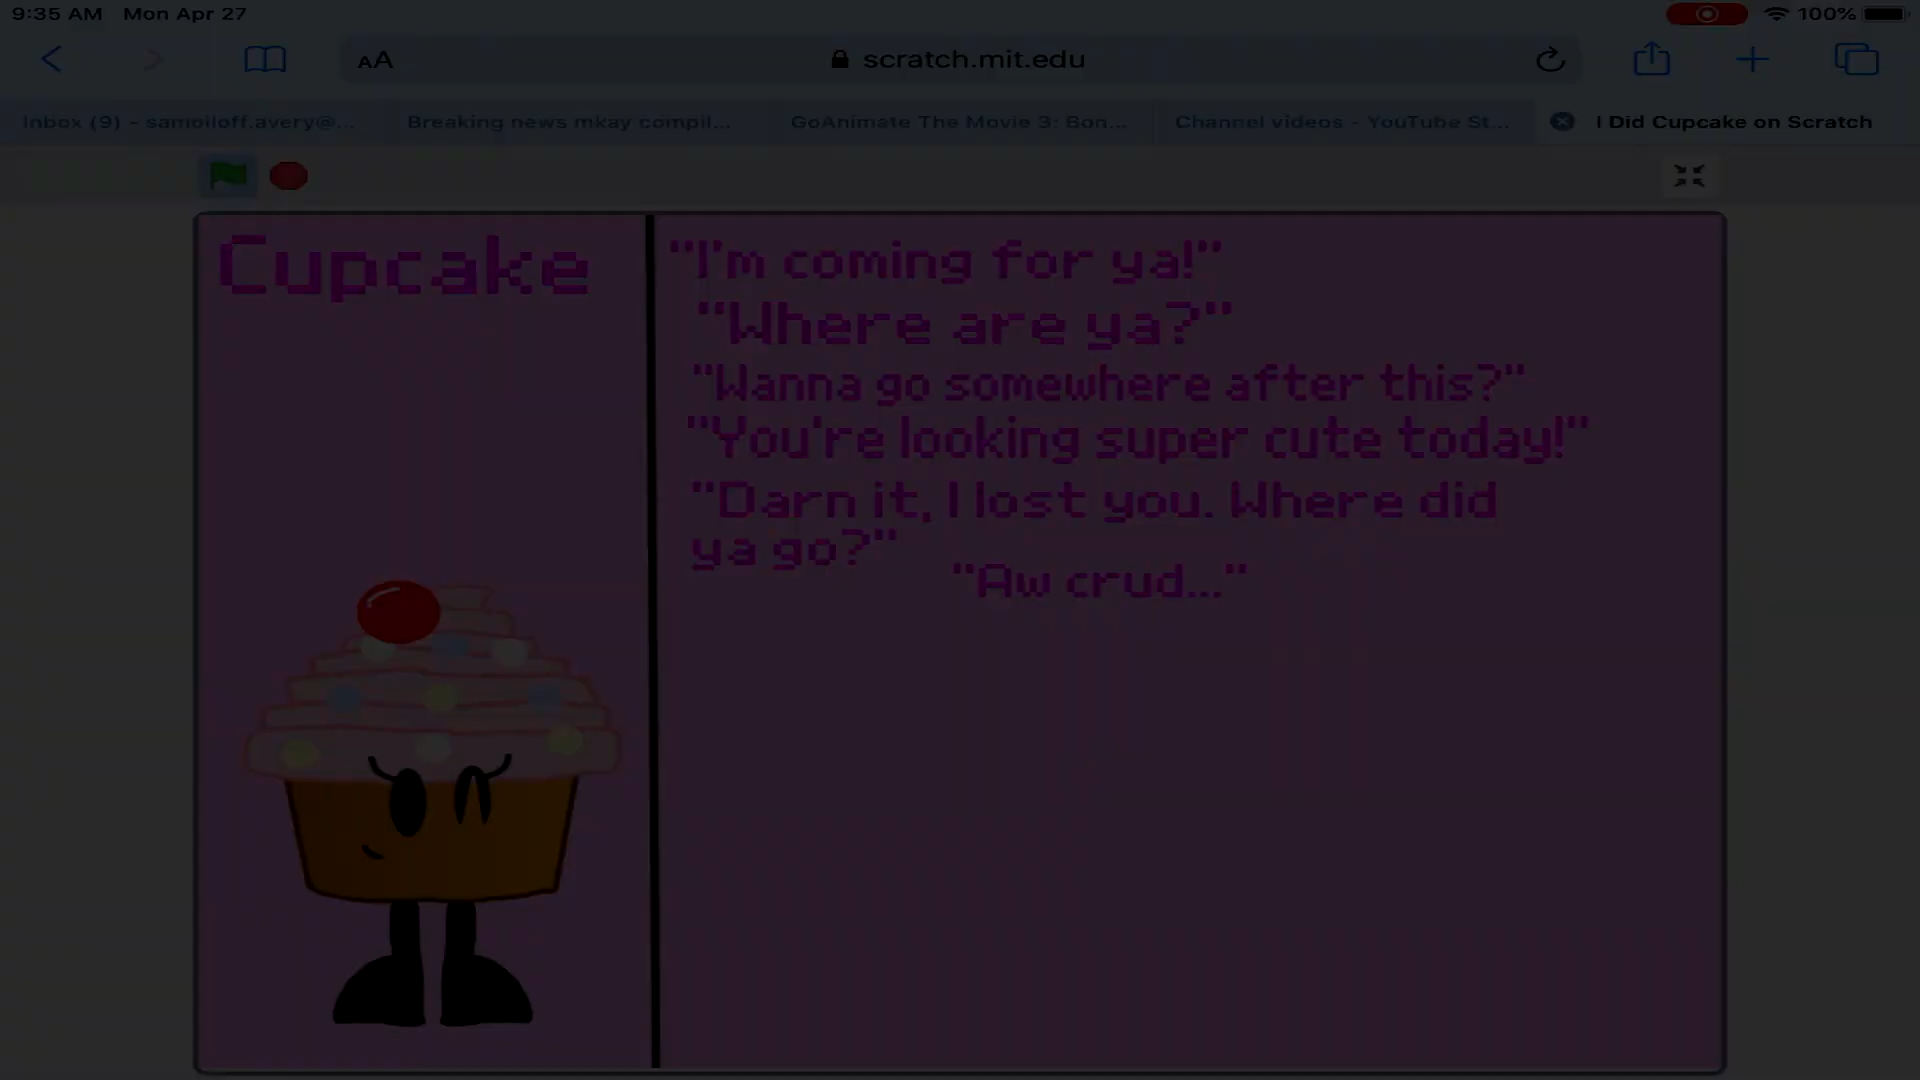 9:35 AM Mon Apr 27
100%
AA
scratch.mit.edu
Inbox (9) - samoiloff.avery@...
Breaking news mkay compil...
GoAnimate The Movie 3: Bon...
Channel videos - YouTube St...
I Did Cupcake on Scratch
Cupcake
"I'm coming for ya!"
"Where are ya?"
"Wanna go somewhere after this?"
"You're looking super cute today!"
"Darn it, I lost you. Where did
ya go?"
"Aw crud..."